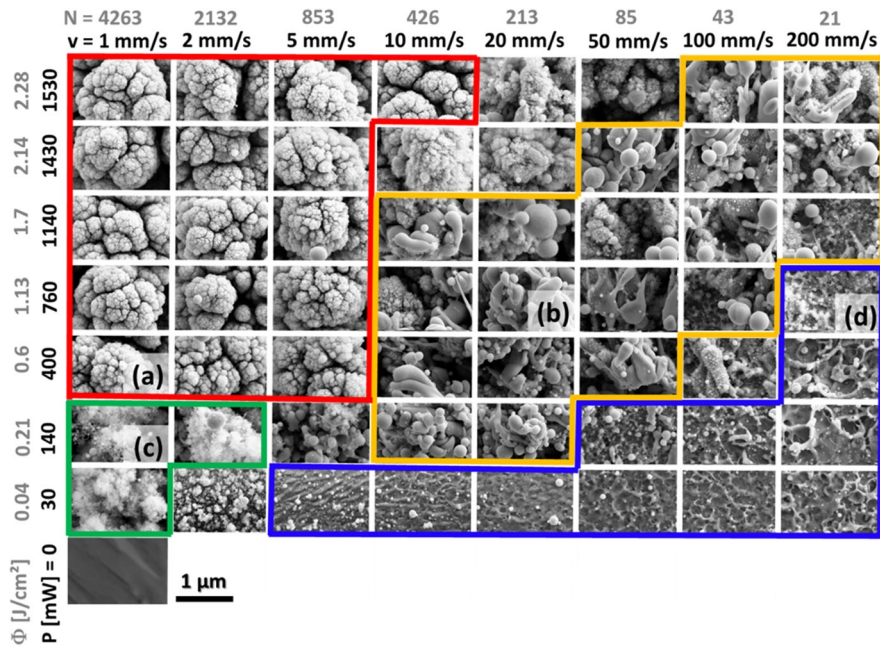 N = 4263 2132 853 426 213 85 43 21
v = 1 mm/s 2 mm/s 5 mm/s 10 mm/s 20 mm/s 50 mm/s 100 mm/s 200 mm/s
2.28 1530
2.14 1430
1.7 1140
1.13 760
(b) (d)
0.6 400
(a)
0.21 140
(c)
0.04 30
Φ [J/cm²] P [mW] = 0
1 μm